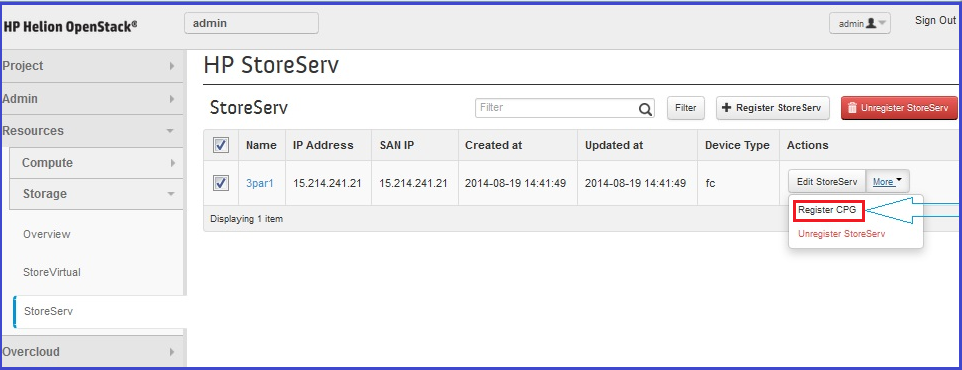 HP Helion OpenStack®
admin
admin
Sign Out
Project
Admin
Resources
Compute
Storage
Overview
StoreVirtual
StoreServ
Overcloud
HP StoreServ
StoreServ
Filter
Filter
+ Register StoreServ
Unregister StoreServ
Name IP Address SAN IP Created at Updated at Device Type Actions
3par1 15.214.241.21 15.214.241.21 2014-08-19 14:41:49 2014-08-19 14:41:49 fc Edit StoreServ More
Register CPG
Unregister StoreServ
Displaying 1 item